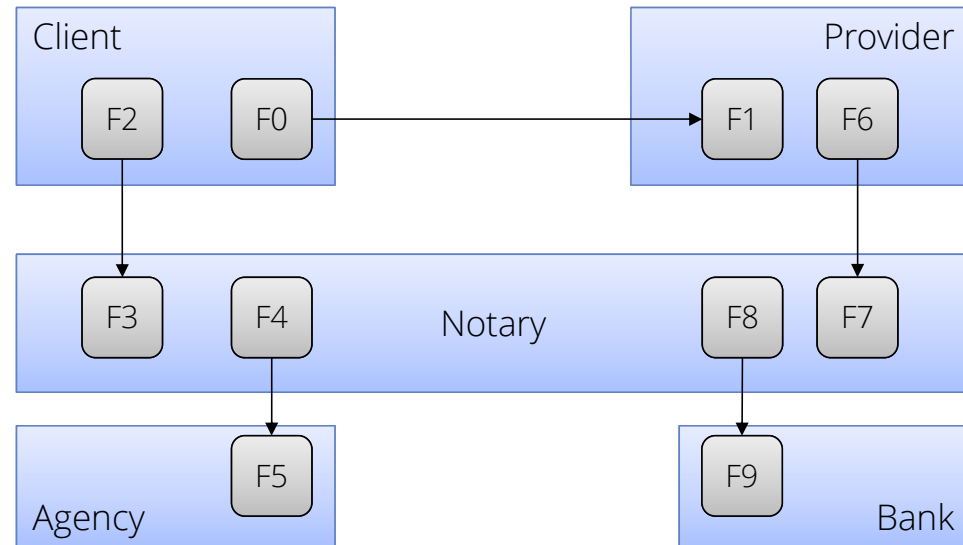 Client
Provider
F2
F0
F1
F6
F3
F4
Notary
F8
F7
F5
F9
Agency
Bank